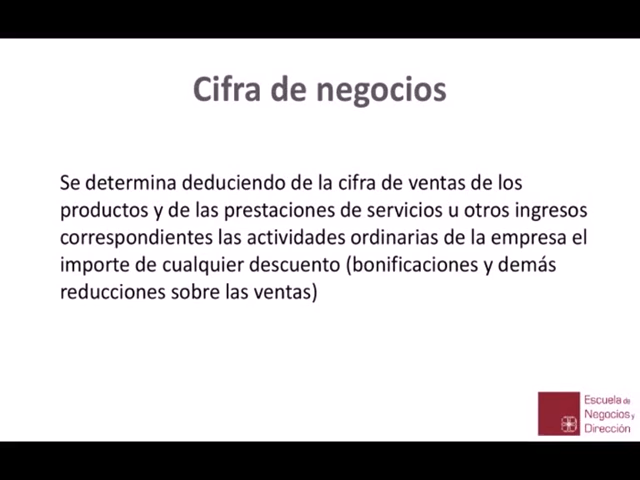 Cifra de negocios
Se determina deduciendo de la cifra de ventas de los
productos y de las prestaciones de servicios u otros ingresos
correspondientes las actividades ordinarias de la empresa el
importe de cualquier descuento (bonificaciones y demás
reducciones sobre las ventas)
Escuela de
Negocios y
Dirección